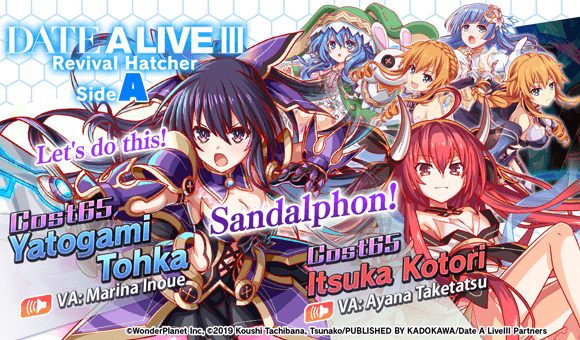 DATE A LIVE III
Revival Hatcher
Side A
Let's do this!
Sandalphon!
Cost65
Yatogami
Tohka
VA: Marina Inoue
Cost65
Itsuka Kotori
VA: Ayana Taketatsu
©WonderPlanet Inc, ©2019 Koushi Tachibana, Tsunako/PUBLISHED BY KADOKAWA/Date A LiveIII Partners